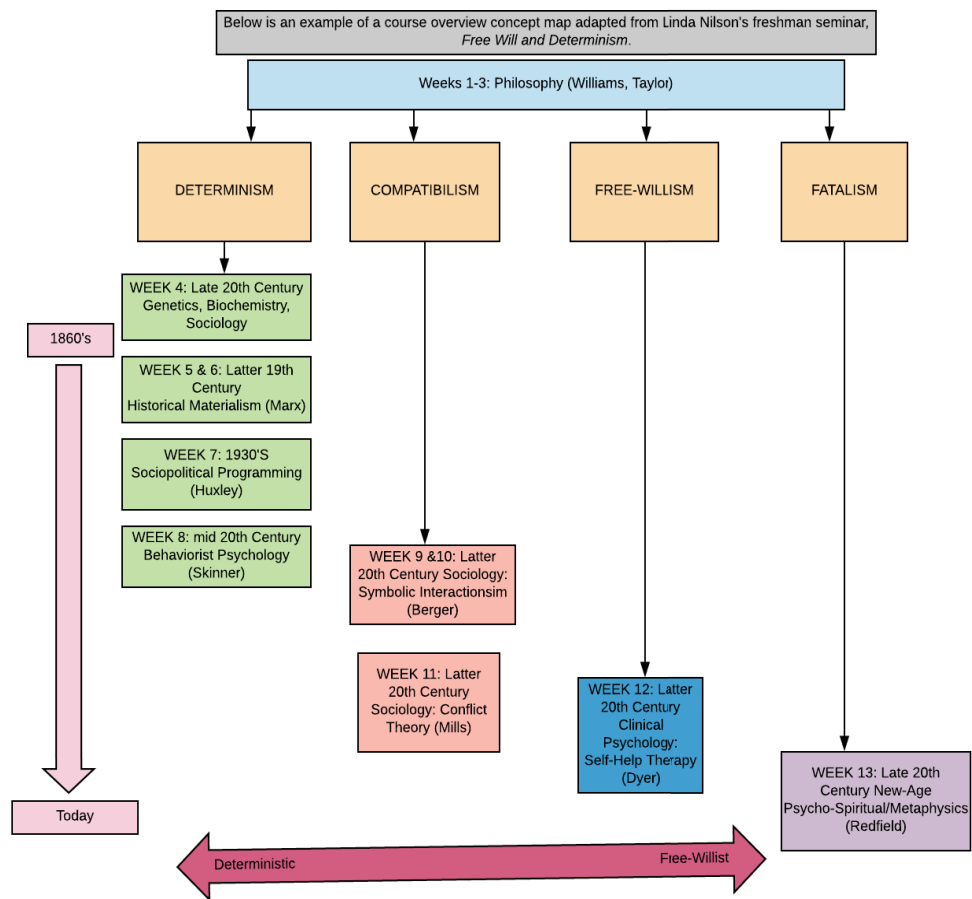 Below is an example of a course overview concept map adapted from Linda Nilson's freshman seminar,
Free Will and Determinism.
Weeks 1-3: Philosophy (Williams, Taylor)
DETERMINISM
COMPATIBILISM
FREE-WILLISM
FATALISM
WEEK 4: Late 20th Century
Genetics, Biochemistry,
Sociology
1860's
WEEK 5 & 6: Latter 19th
Century
Historical Materialism (Marx)
WEEK 7: 1930'S
Sociopolitical Programming
(Huxley)
WEEK 8: mid 20th Century
Behaviorist Psychology
(Skinner)
WEEK 9 &10: Latter
20th Century Sociology:
Symbolic Interactionsim
(Berger)
WEEK 11: Latter
20th Century
Sociology: Conflict
Theory (Mills)
WEEK 12: Latter
20th Century
Clinical
Psychology:
Self-Help Therapy
(Dyer)
WEEK 13: Late 20th
Century New-Age
Psycho-Spiritual/Metaphysics
(Redfield)
Today
Deterministic
Free-Willist